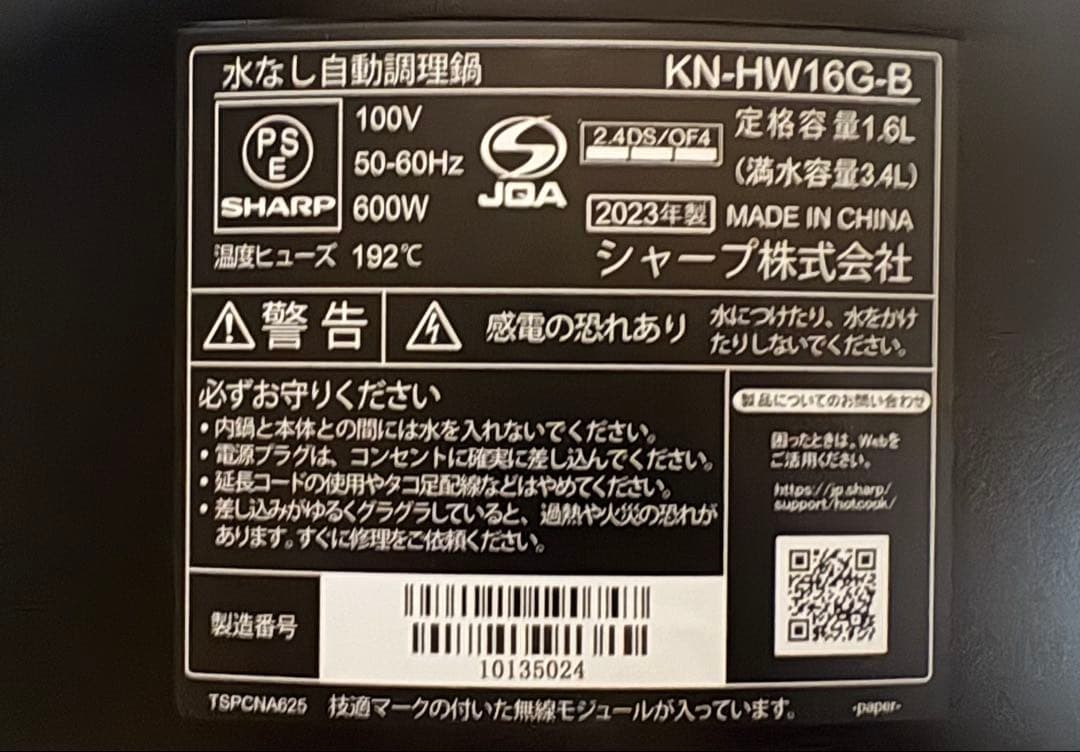 水なし自動調理鍋
KN-HW16G-B
PSE
SHARP
100V
50-60Hz
600W
JQA
2.4DS/OF4
定格容量1.6L
(満水容量3.4L)
2023年製
MADE IN CHINA
温度ヒューズ 192℃
シャープ株式会社
警告
感電の恐れあり
水につけたり、水をかけ
たりしないでください。
必ずお守りください
・内鍋と本体との間には水を入れないでください。
・電源プラグは、コンセントに確実に差し込んでください。
・延長コードの使用やタコ足配線などはやめてください。
・差し込みがゆるくグラグラしていると、過熱や火災の恐れが
あります。すぐに修理をご依頼ください。
製品についてのお問い合わせ
困ったときは、Webを
ご活用ください。
https://jp.sharp/
support/hotcook/
製造番号
10135024
TSPCNA625
技適マークの付いた無線モジュールが入っています。
-paper-